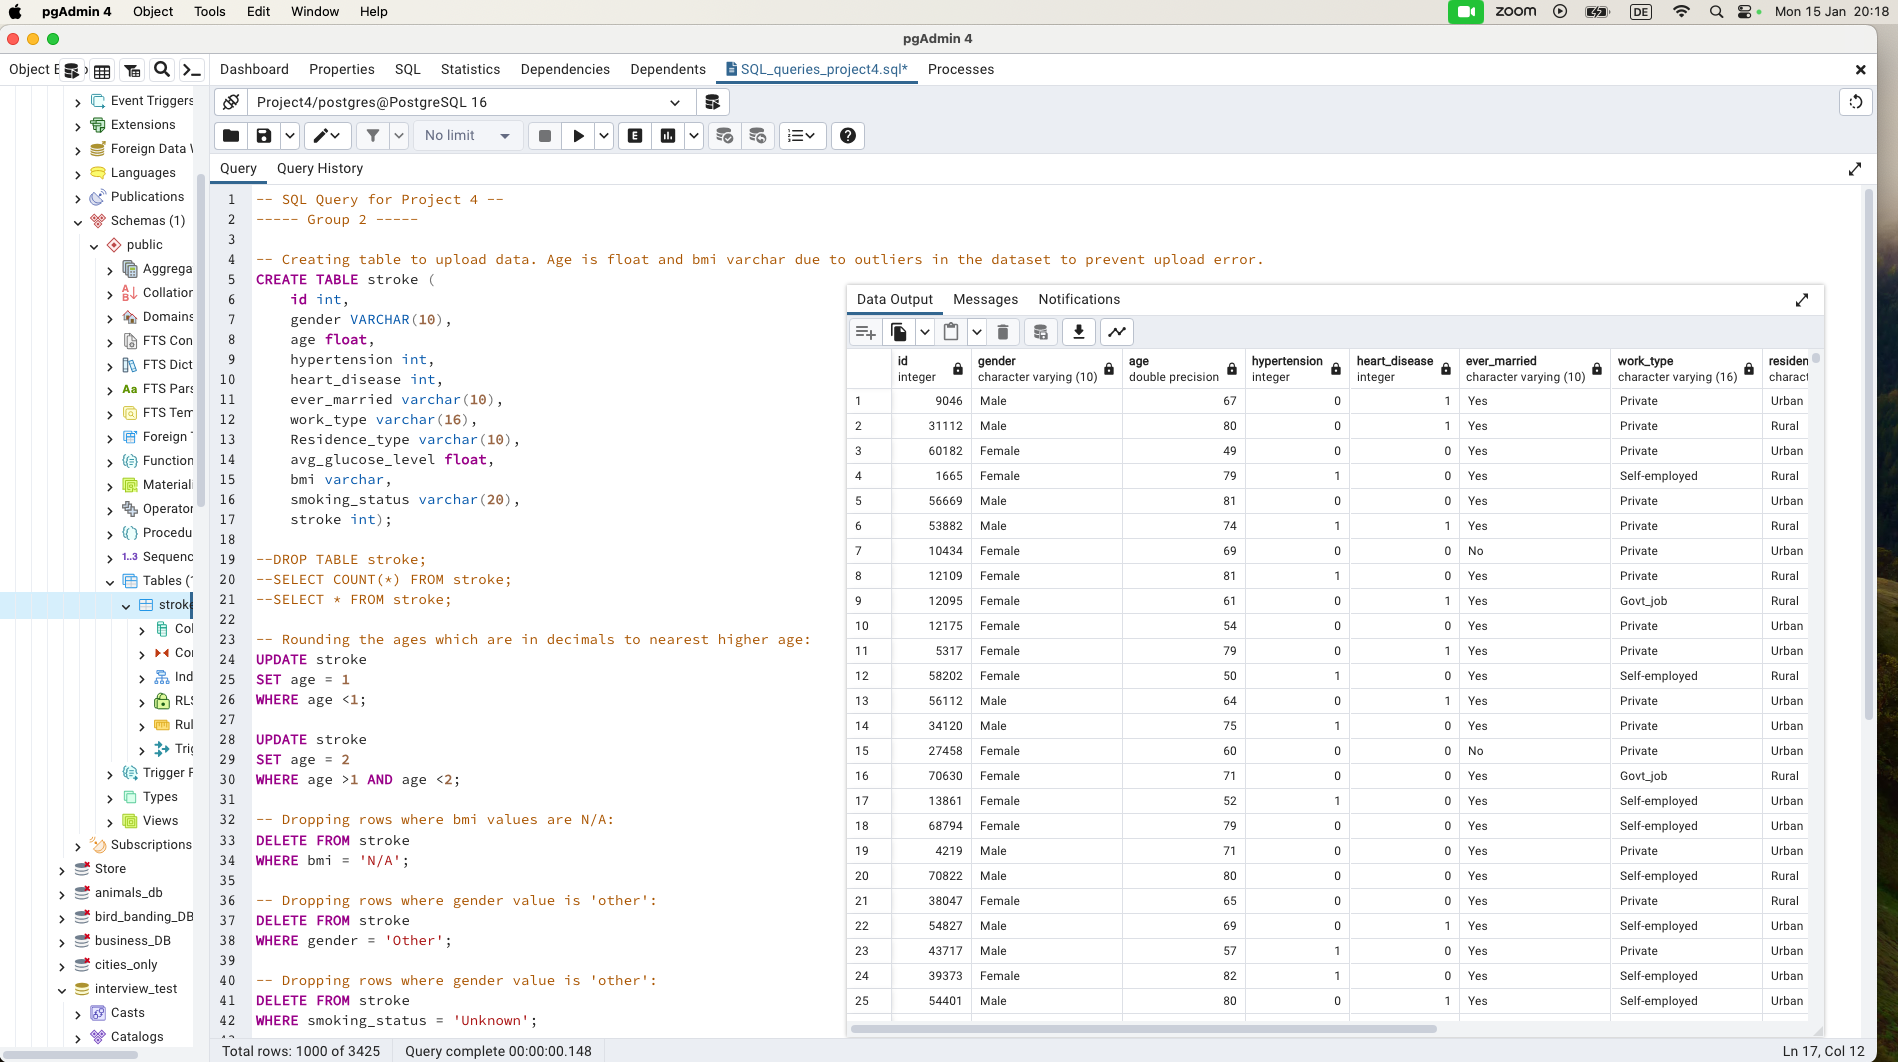 pgAdmin 4 Object Tools Edit Window Help
zoom DE Mon 15 Jan 20:18
pgAdmin 4
Object E
Dashboard Properties SQL Statistics Dependencies Dependents SQL_queries_project4.sql* Processes
Project4/postgres@PostgreSQL 16
No limit
E
Query Query History
Event Triggers
Extensions
Foreign Data
Languages
Publications
Schemas (1)
public
Aggrega
Collation
Domains
FTS Con
FTS Dict
Aa FTS Pars
FTS Tem
Foreign
Function
Materiali
Operator
Procedu
1..3 Sequenc
Tables (
stroke
Col
Con
Ind
RLS
Rul
Trig
Trigger F
Types
Views
Subscriptions
Store
animals_db
bird_banding_DB
business_DB
cities_only
interview_test
Casts
Catalogs
1 -- SQL Query for Project 4 --
2 ----- Group 2 -----
3
4 -- Creating table to upload data. Age is float and bmi varchar due to outliers in the dataset to prevent upload error.
5 CREATE TABLE stroke (
6 id int,
7 gender VARCHAR(10),
8 age float,
9 hypertension int,
10 heart_disease int,
11 ever_married varchar(10),
12 work_type varchar(16),
13 Residence_type varchar(10),
14 avg_glucose_level float,
15 bmi varchar,
16 smoking_status varchar(20),
17 stroke int);
18
19 --DROP TABLE stroke;
20 --SELECT COUNT(*) FROM stroke;
21 --SELECT * FROM stroke;
22
23 -- Rounding the ages which are in decimals to nearest higher age:
24 UPDATE stroke
25 SET age = 1
26 WHERE age <1;
27
28 UPDATE stroke
29 SET age = 2
30 WHERE age >1 AND age <2;
31
32 -- Dropping rows where bmi values are N/A:
33 DELETE FROM stroke
34 WHERE bmi = 'N/A';
35
36 -- Dropping rows where gender value is 'other':
37 DELETE FROM stroke
38 WHERE gender = 'Other';
39
40 -- Dropping rows where gender value is 'other':
41 DELETE FROM stroke
42 WHERE smoking_status = 'Unknown';
Data Output Messages Notifications
id gender age hypertension heart_disease ever_married work_type residen
integer character varying (10) double precision integer integer character varying (10) character varying (16) charact
1 9046 Male 67 0 1 Yes Private Urban
2 31112 Male 80 0 1 Yes Private Rural
3 60182 Female 49 0 0 Yes Private Urban
4 1665 Female 79 1 0 Yes Self-employed Rural
5 56669 Male 81 0 0 Yes Private Urban
6 53882 Male 74 1 1 Yes Private Rural
7 10434 Female 69 0 0 No Private Urban
8 12109 Female 81 1 0 Yes Private Rural
9 12095 Female 61 0 1 Yes Govt_job Rural
10 12175 Female 54 0 0 Yes Private Urban
11 5317 Female 79 0 1 Yes Private Urban
12 58202 Female 50 1 0 Yes Self-employed Rural
13 56112 Male 64 0 1 Yes Private Urban
14 34120 Male 75 1 0 Yes Private Urban
15 27458 Female 60 0 0 No Private Urban
16 70630 Female 71 0 0 Yes Govt_job Rural
17 13861 Female 52 1 0 Yes Self-employed Urban
18 68794 Female 79 0 0 Yes Self-employed Urban
19 4219 Male 71 0 0 Yes Private Urban
20 70822 Male 80 0 0 Yes Self-employed Rural
21 38047 Female 65 0 0 Yes Private Rural
22 54827 Male 69 0 1 Yes Self-employed Urban
23 43717 Male 57 1 0 Yes Private Urban
24 39373 Female 82 1 0 Yes Self-employed Urban
25 54401 Male 80 0 1 Yes Self-employed Urban
Total rows: 1000 of 3425 Query complete 00:00:00.148 Ln 17, Col 12